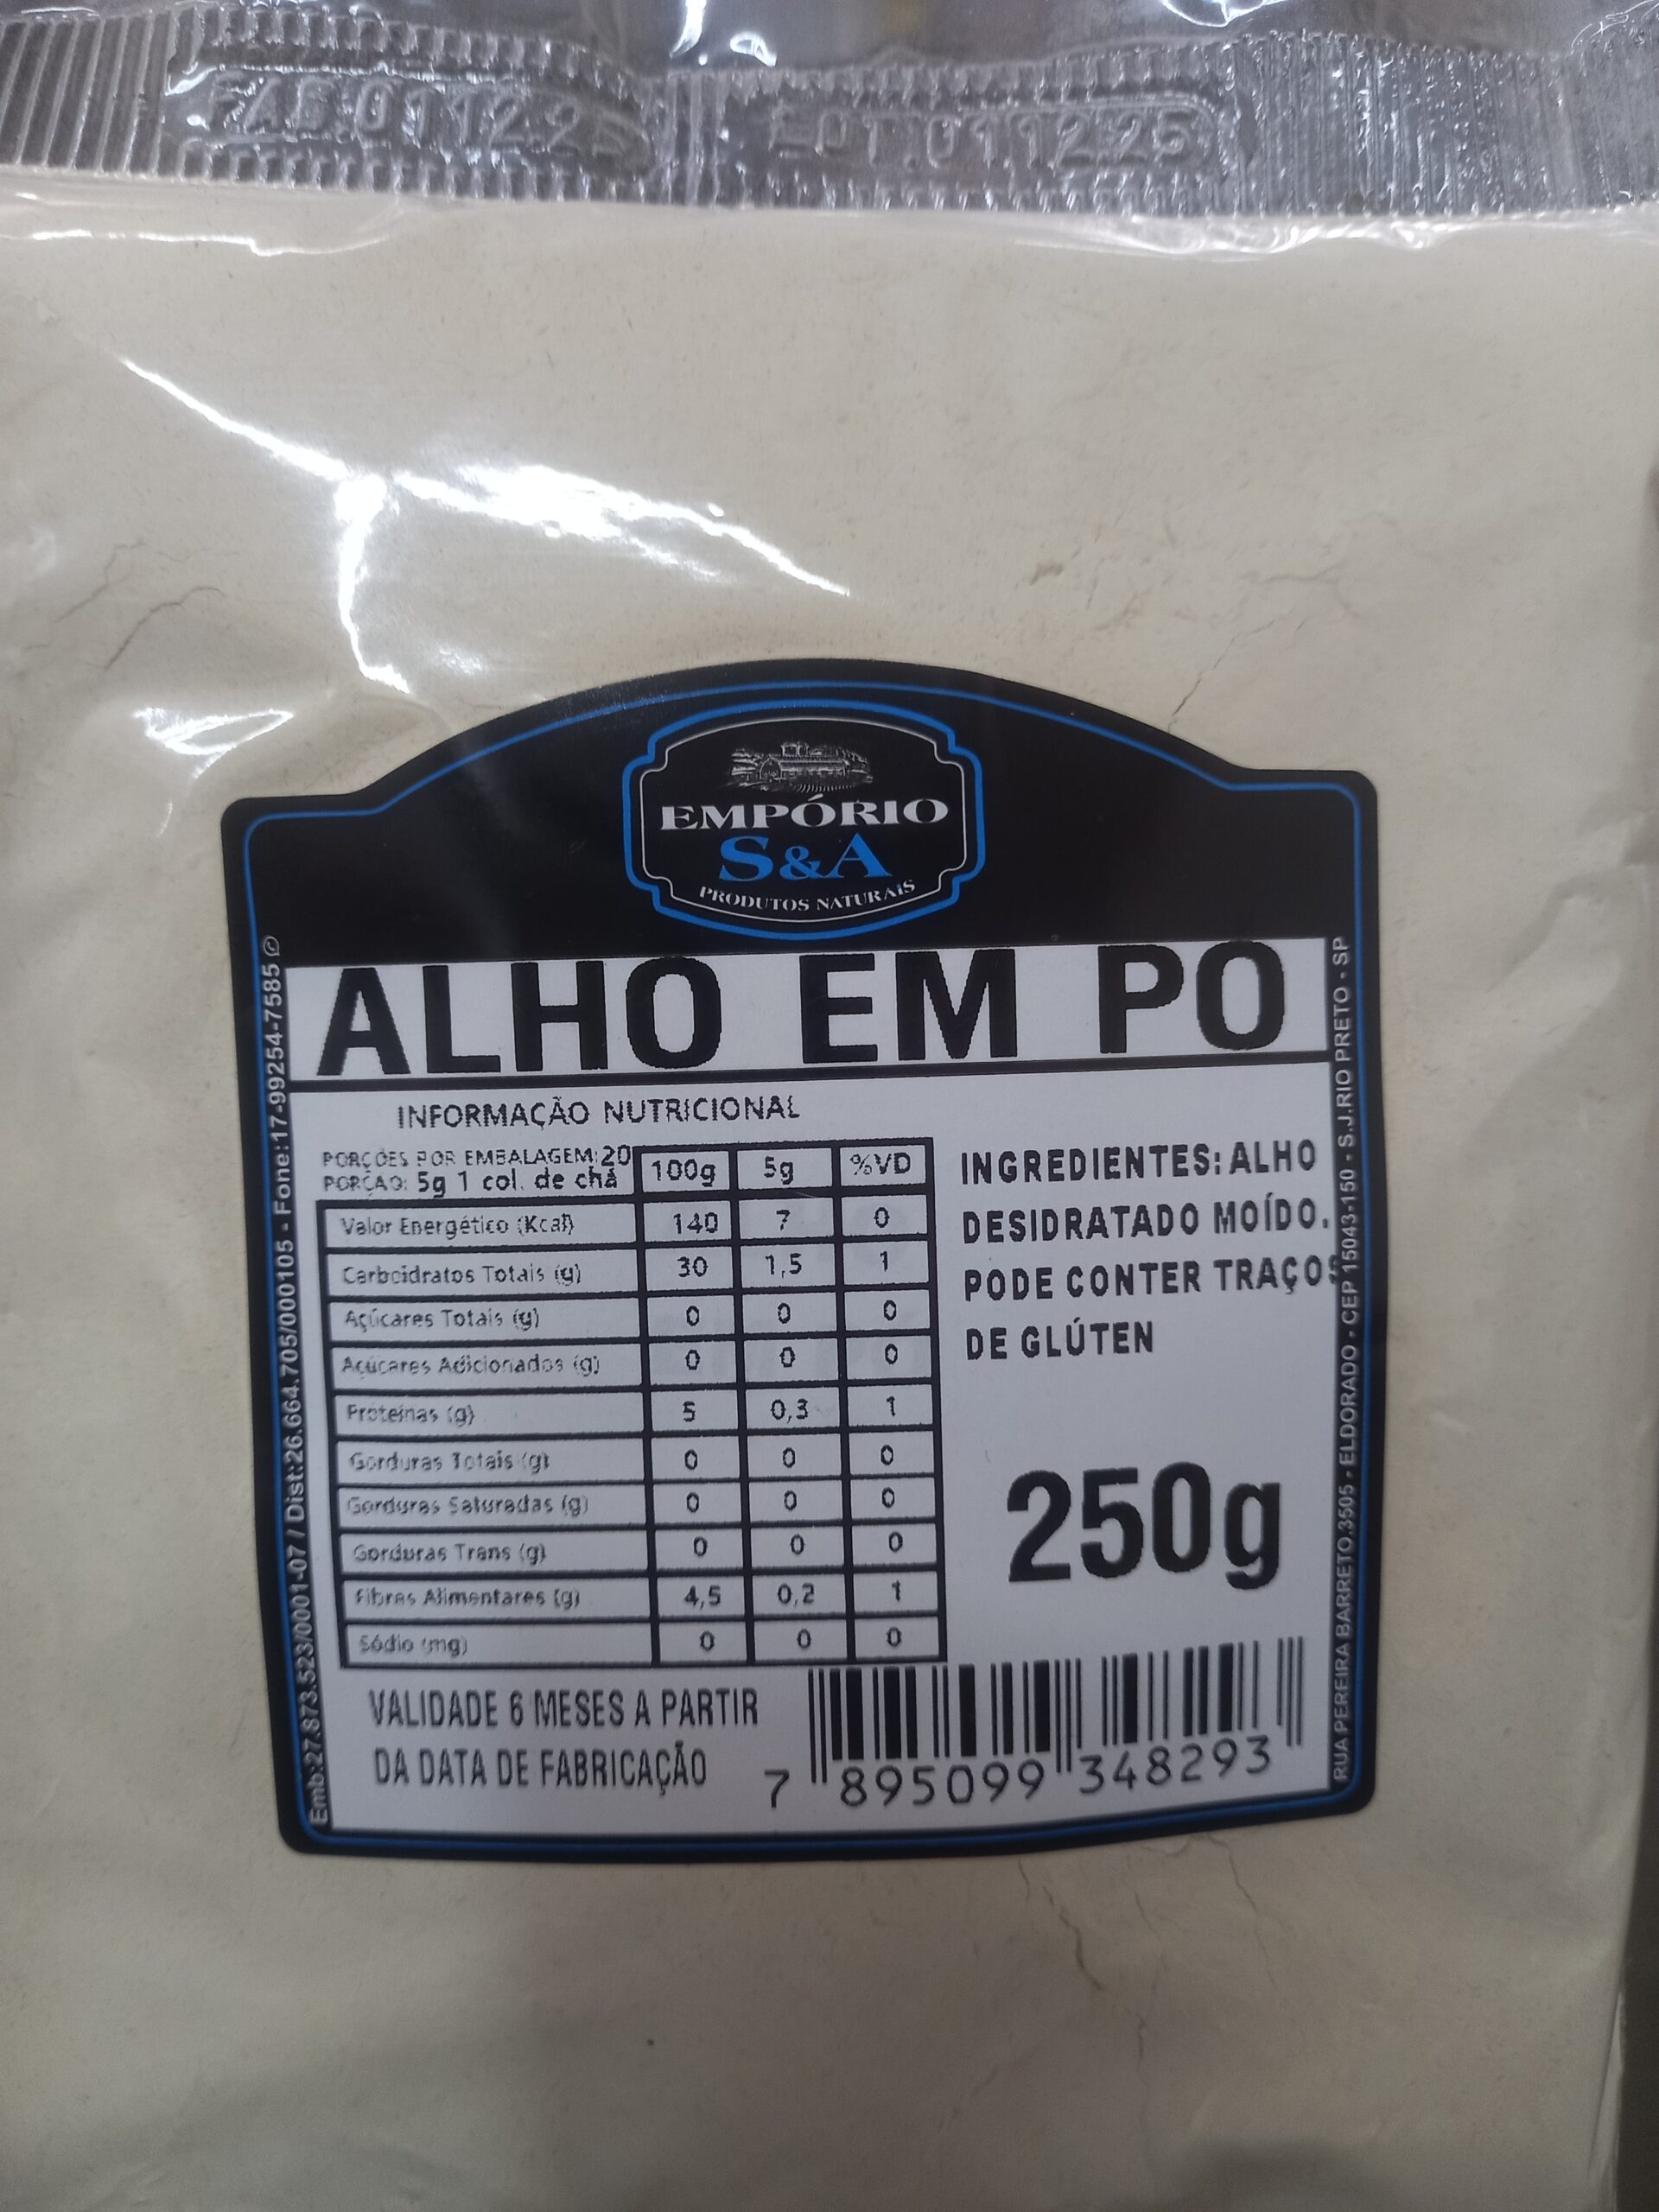 FAB.011225 LOT.011225
EMPÓRIO
S&A
PRODUTOS NATURAIS
ALHO EM PO
INFORMAÇÃO NUTRICIONAL
PORÇÕES POR EMBALAGEM:20
PORÇAO: 5g 1 col. de chá 100g 5g %VD
Valor Energético (Kcal) 140 7 0
Carboidratos Totais (g) 30 1,5 1
Açúcares Totais (g) 0 0 0
Acúcares Adicionados (g) 0 0 0
Proteínas (g) 5 0,3 1
Gorduras Totais (g) 0 0 0
Gorduras Saturadas (g) 0 0 0
Gorduras Trans (g) 0 0 0
Fibras Alimentares (g) 4,5 0,2 1
Sódio (mg) 0 0 0
INGREDIENTES: ALHO
DESIDRATADO MOÍDO.
PODE CONTER TRAÇOS
DE GLÚTEN
250g
VALIDADE 6 MESES A PARTIR
DA DATA DE FABRICAÇÃO
7 895099 348293
Emb:27.873.523/001-07 / Dist:26.664.705/000105 - Fone:17-99254-7585 ©
RUA PEREIRA BARRETO.3505 - ELDORADO - CEP 15043-150 - S.J.RIO PRETO - SP